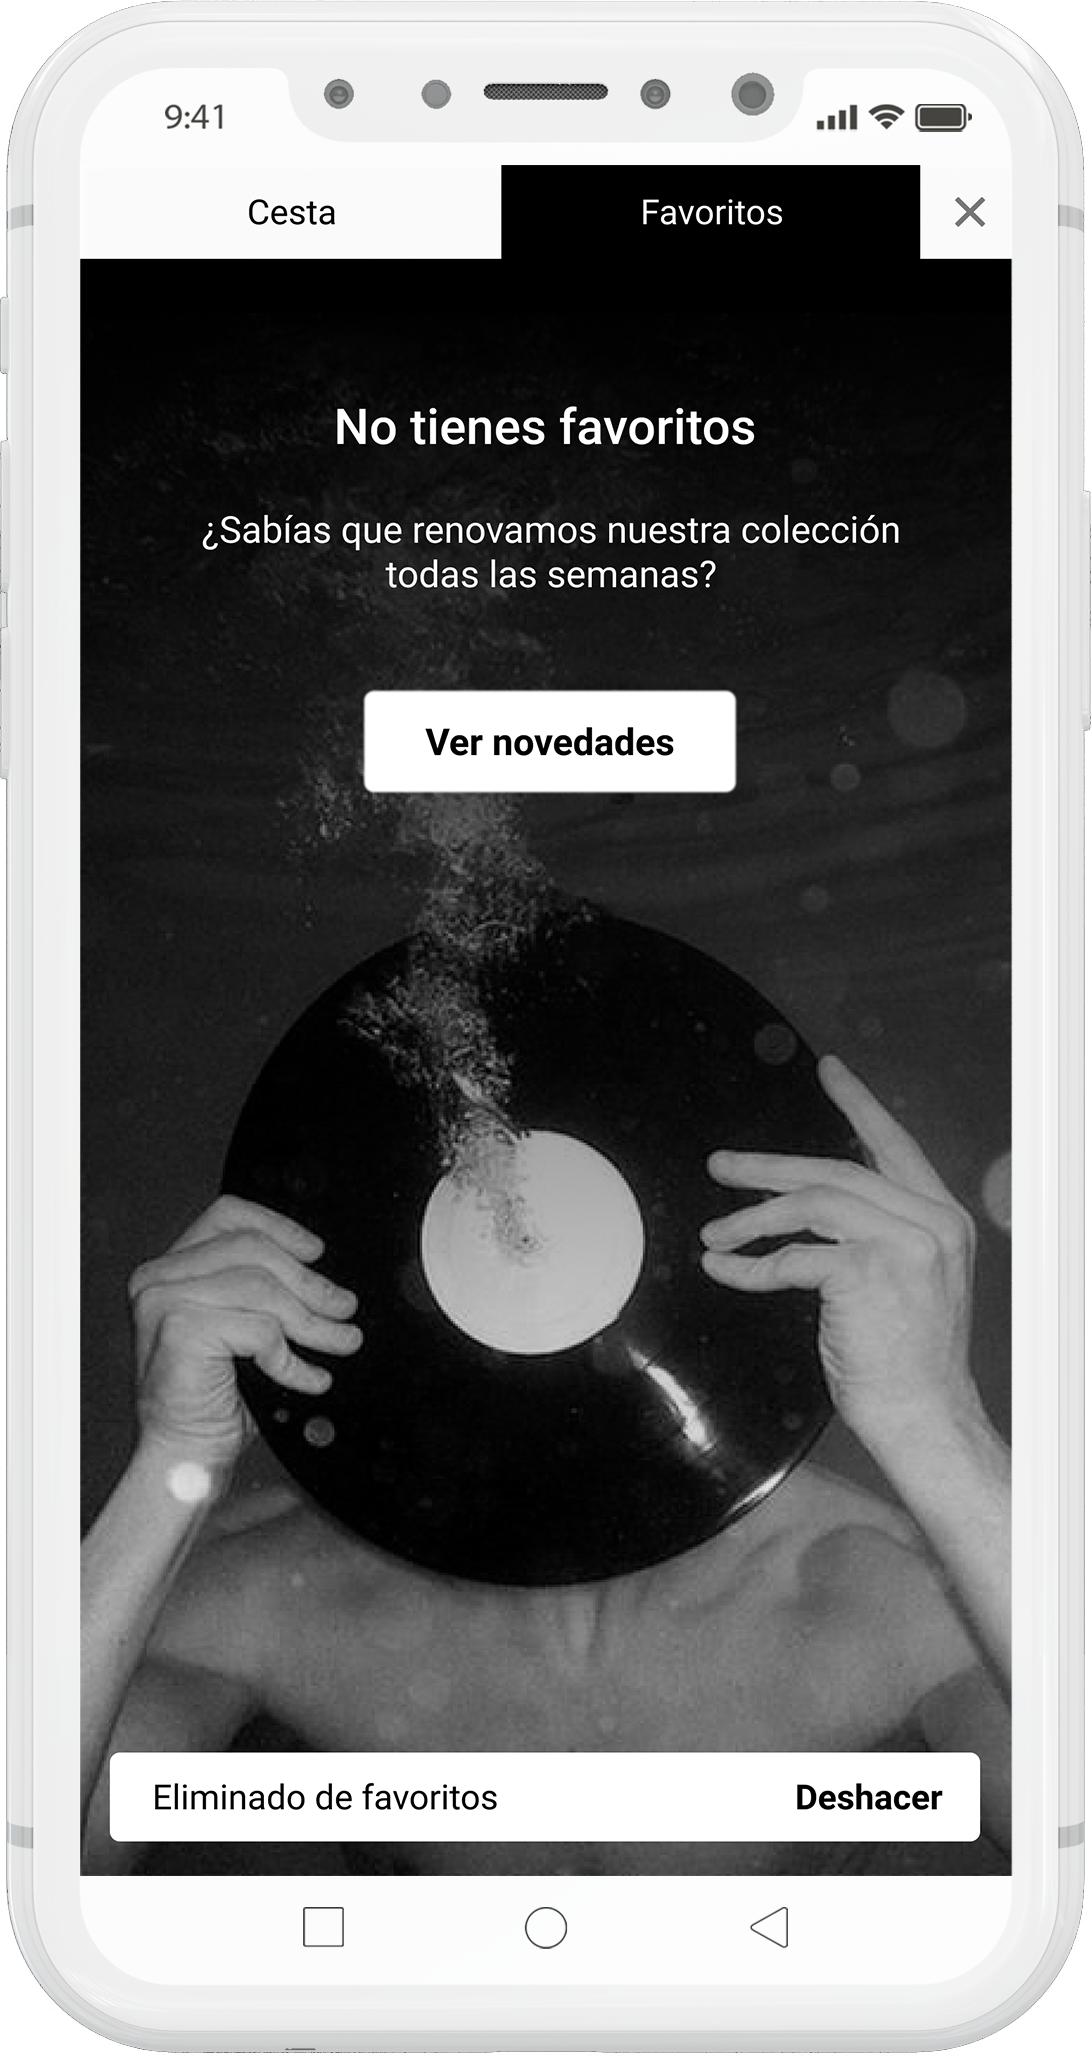 9:41
Cesta
Favoritos
No tienes favoritos
¿Sabías que renovamos nuestra colección
todas las semanas?
Ver novedades
Eliminado de favoritos
Deshacer